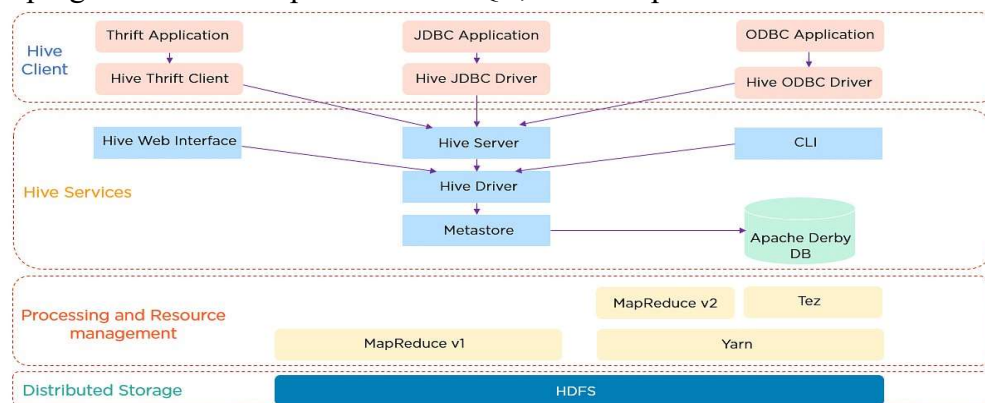 Thrift Application
JDBC Application
ODBC Application
Hive
Client
Hive Thrift Client
Hive JDBC Driver
Hive ODBC Driver
Hive Web Interface
Hive Server
CLI
Hive Services
Hive Driver
Metastore
Apache Derby
DB
MapReduce v2
Tez
Processing and Resource
management
MapReduce v1
Yarn
Distributed Storage
HDFS